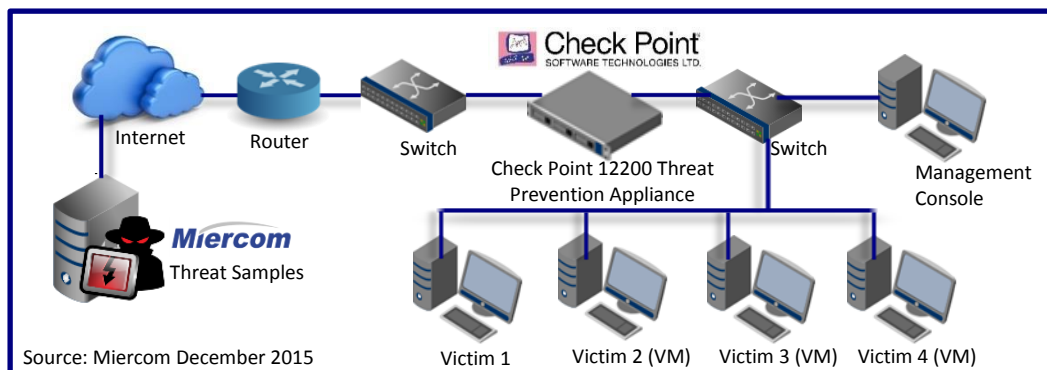 Check Point
SOFTWARE TECHNOLOGIES LTD.
Internet
Router
Switch
Check Point 12200 Threat
Prevention Appliance
Switch
Management
Console
Miercom
Threat Samples
Victim 1
Victim 2 (VM)
Victim 3 (VM)
Victim 4 (VM)
Source: Miercom December 2015